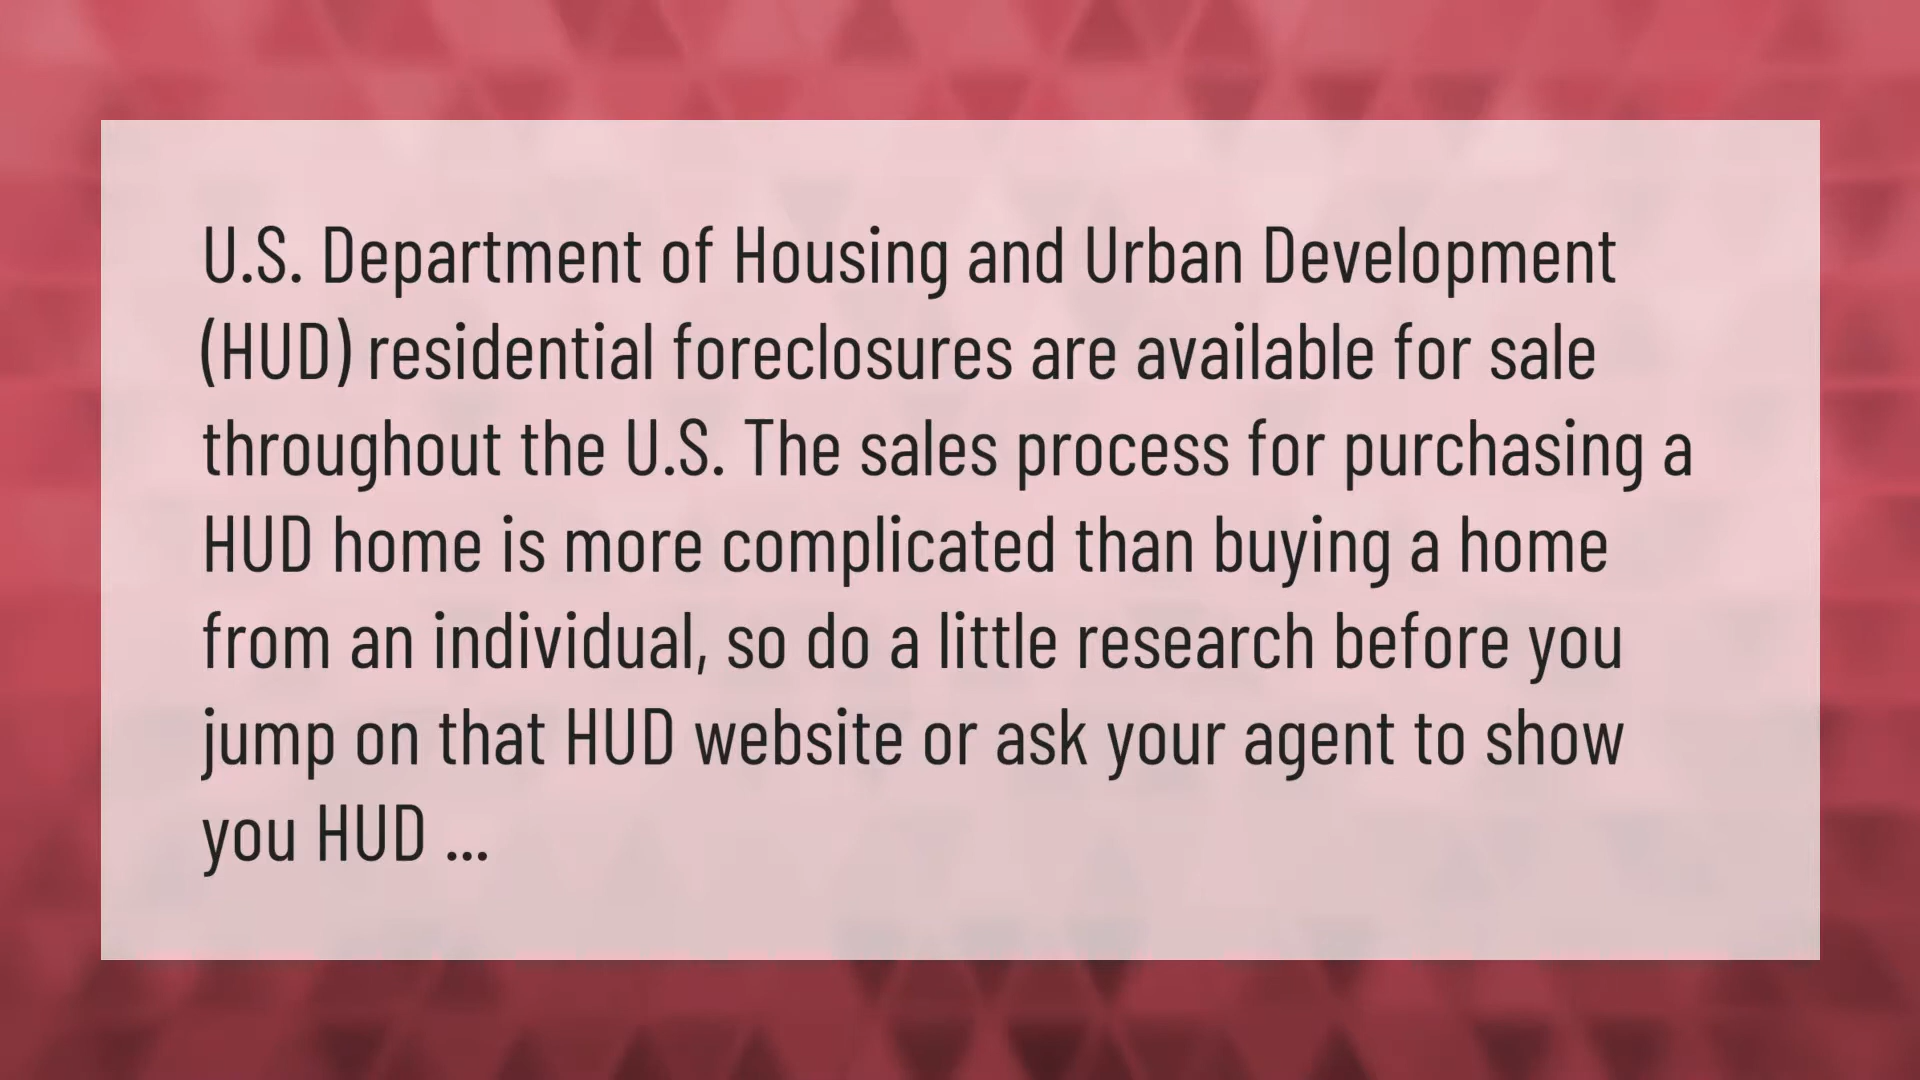 U.S. Department of Housing and Urban Development
(HUD) residential foreclosures are available for sale
throughout the U.S. The sales process for purchasing a
HUD home is more complicated than buying a home
from an individual, so do a little research before you
jump on that HUD website or ask your agent to show
you HUD ...